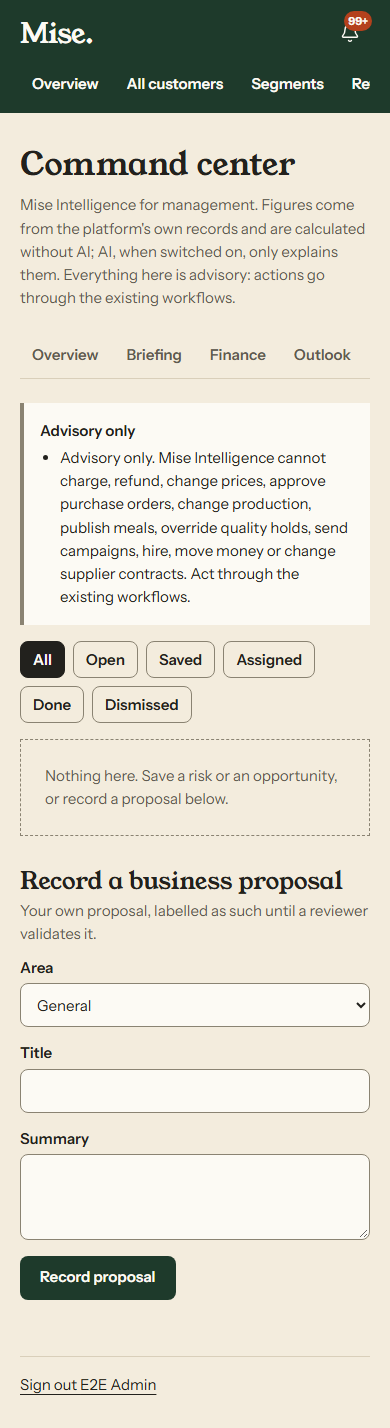 Mise.
99+
Overview All customers Segments Re
Command center
Mise Intelligence for management. Figures come
from the platform's own records and are calculated
without AI; AI, when switched on, only explains
them. Everything here is advisory: actions go
through the existing workflows.
Overview Briefing Finance Outlook
Advisory only
• Advisory only. Mise Intelligence cannot
charge, refund, change prices, approve
purchase orders, change production,
publish meals, override quality holds, send
campaigns, hire, move money or change
supplier contracts. Act through the
existing workflows.
All Open Saved Assigned
Done Dismissed
Nothing here. Save a risk or an opportunity,
or record a proposal below.
Record a business proposal
Your own proposal, labelled as such until a reviewer
validates it.
Area
General
Title
Summary
Record proposal
Sign out E2E Admin